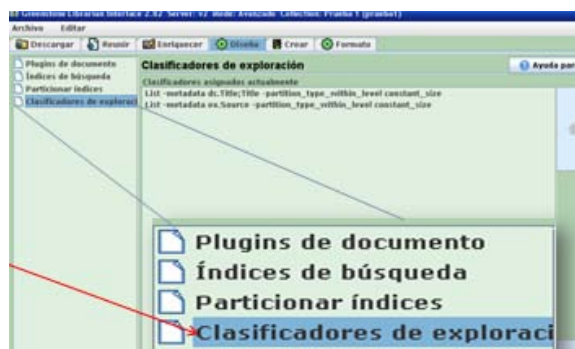 Greenstone Librarian Interface 2.82 Server: v2 Mode: Avanzado Collection: Prueba 1 (prueba1)
Archivo Editar
Descargar Reunir Enriquecer Diseño Crear Formato
Plugins de documento
Índices de búsqueda
Particionar índices
Clasificadores de exploraci
Clasificadores de exploración
Ayuda par
Clasificadores asignados actualmente
List -metadata dc.Title;Title -partition_type_within_level constant_size
List -metadata ex.Source -partition_type_within_level constant_size
Plugins de documento
Índices de búsqueda
Particionar índices
Clasificadores de exploraci